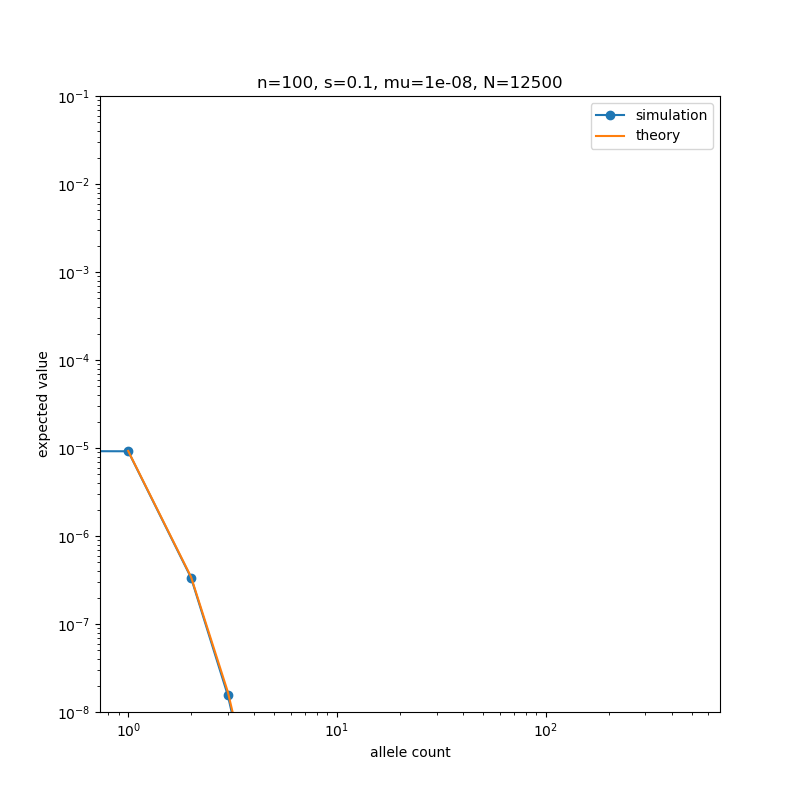 n=100, s=0.1, mu=1e-08, N=12500
simulation
theory
expected value
10⁻¹
10⁻²
10⁻³
10⁻⁴
10⁻⁵
10⁻⁶
10⁻⁷
10⁻⁸
10⁰ 10¹ 10²
allele count